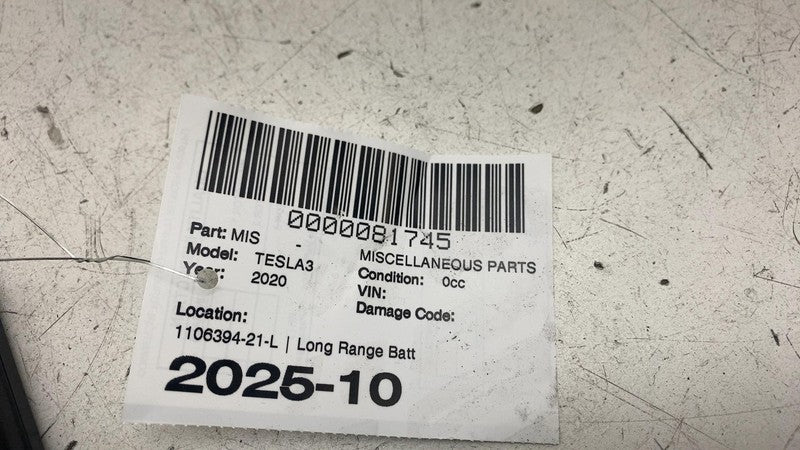 0000081745
Part: MIS - MISCELLANEOUS PARTS
Model: TESLA3 Condition: 0cc
Year: 2020 VIN:
Damage Code:
Location:
1106394-21-L | Long Range Batt
2025-10